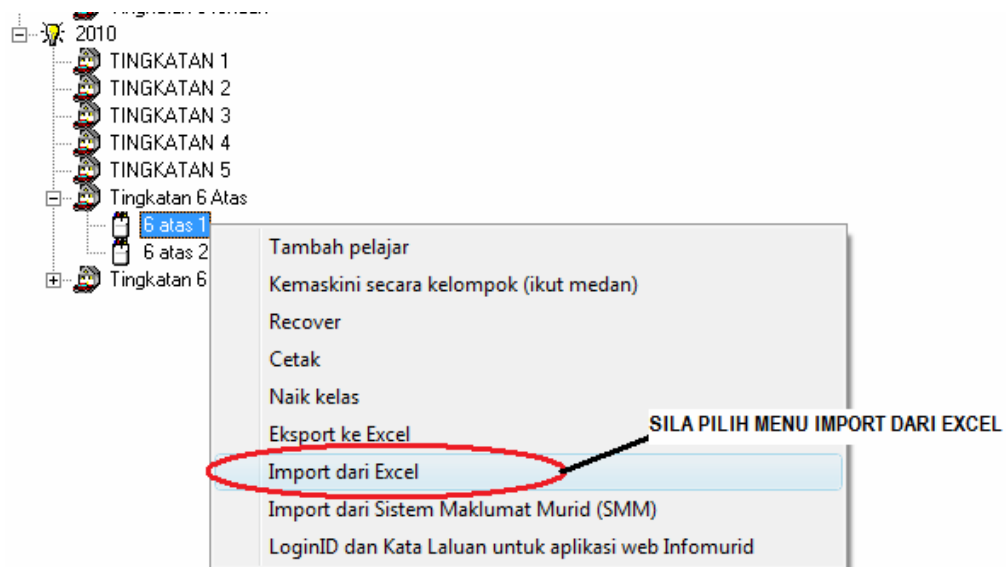 2010
TINGKATAN 1
TINGKATAN 2
TINGKATAN 3
TINGKATAN 4
TINGKATAN 5
Tingkatan 6 Atas
6 atas 1
6 atas 2
Tingkatan 6
Tambah pelajar
Kemaskini secara kelompok (ikut medan)
Recover
Cetak
Naik kelas
Eksport ke Excel
SILA PILIH MENU IMPORT DARI EXCEL
Import dari Excel
Import dari Sistem Maklumat Murid (SMM)
LoginID dan Kata Laluan untuk aplikasi web Infomurid